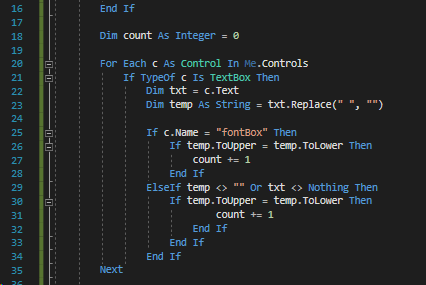 16 End If
17
18 Dim count As Integer = 0
19
20 For Each c As Control In Me.Controls
21 If TypeOf c Is TextBox Then
22 Dim txt = c.Text
23 Dim temp As String = txt.Replace(" ", "")
24
25 If c.Name = "fontBox" Then
26 If temp.ToUpper = temp.ToLower Then
27 count += 1
28 End If
29 ElseIf temp <> "" Or txt <> Nothing Then
30 If temp.ToUpper = temp.ToLower Then
31 count += 1
32 End If
33 End If
34 End If
35 Next